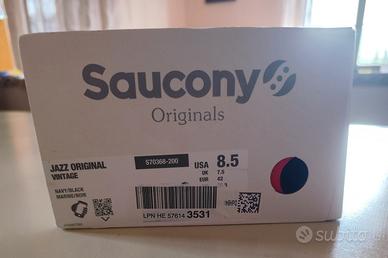 Saucony
Originals
JAZZ ORIGINAL
VINTAGE
S70368-200
USA 8.5
UK 7.5
EUR 42
NAVY/BLACK
MARINE/NOIR
LPN HE 57614 3531
subito